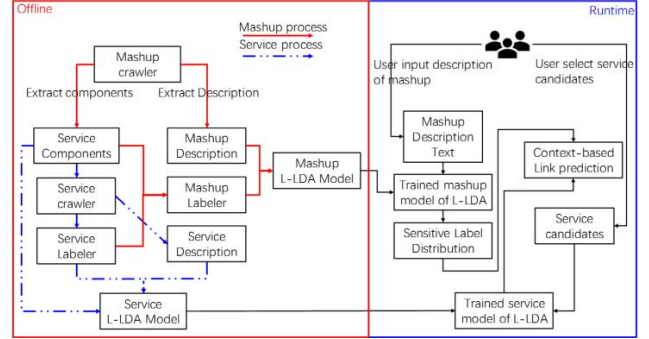 Offline
Runtime
Mashup process
Service process
Mashup
crawler
Extract components
Extract Description
User input description
of mashup
User select service
candidates
Service
Components
Mashup
Description
Mashup
Description
Text
Context-based
Link prediction
Mashup
L-LDA Model
Service
crawler
Mashup
Labeler
Trained mashup
model of L-LDA
Service
Labeler
Service
Description
Sensitive Label
Distribution
Service
candidates
Service
L-LDA Model
Trained service
model of L-LDA